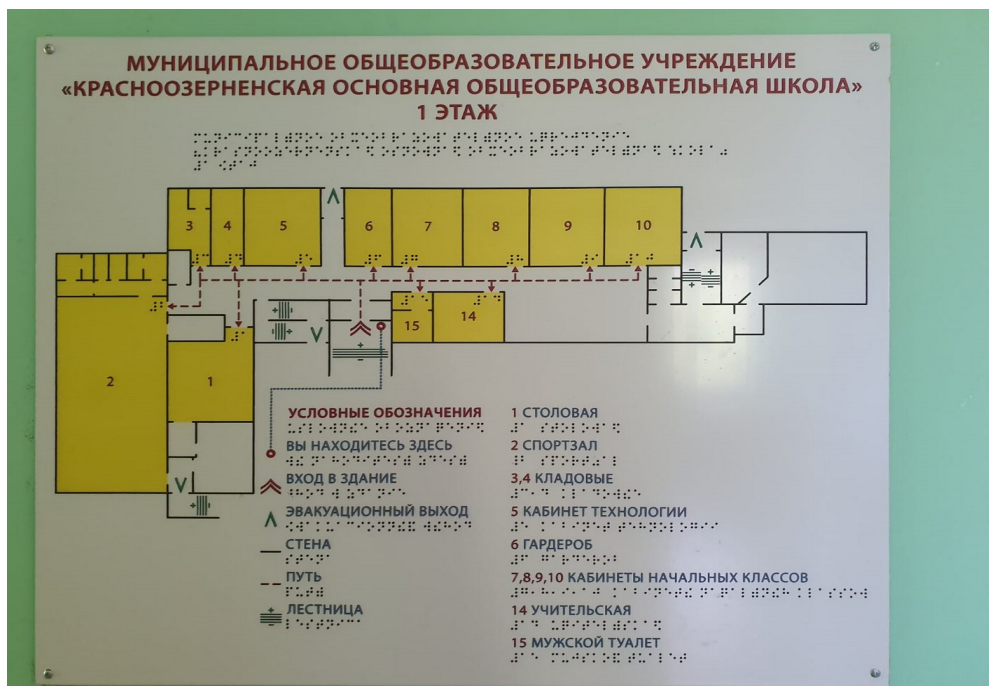 МУНИЦИПАЛЬНОЕ ОБЩЕОБРАЗОВАТЕЛЬНОЕ УЧРЕЖДЕНИЕ
«КРАСНООЗЕРНЕНСКАЯ ОСНОВНАЯ ОБЩЕОБРАЗОВАТЕЛЬНАЯ ШКОЛА»
1 ЭТАЖ
3 4 5 6 7 8 9 10
15 14
2 1
УСЛОВНЫЕ ОБОЗНАЧЕНИЯ
ВЫ НАХОДИТЕСЬ ЗДЕСЬ
ВХОД В ЗДАНИЕ
ЭВАКУАЦИОННЫЙ ВЫХОД
СТЕНА
ПУТЬ
ЛЕСТНИЦА
1 СТОЛОВАЯ
2 СПОРТЗАЛ
3,4 КЛАДОВЫЕ
5 КАБИНЕТ ТЕХНОЛОГИИ
6 ГАРДЕРОБ
7,8,9,10 КАБИНЕТЫ НАЧАЛЬНЫХ КЛАССОВ
14 УЧИТЕЛЬСКАЯ
15 МУЖСКОЙ ТУАЛЕТ